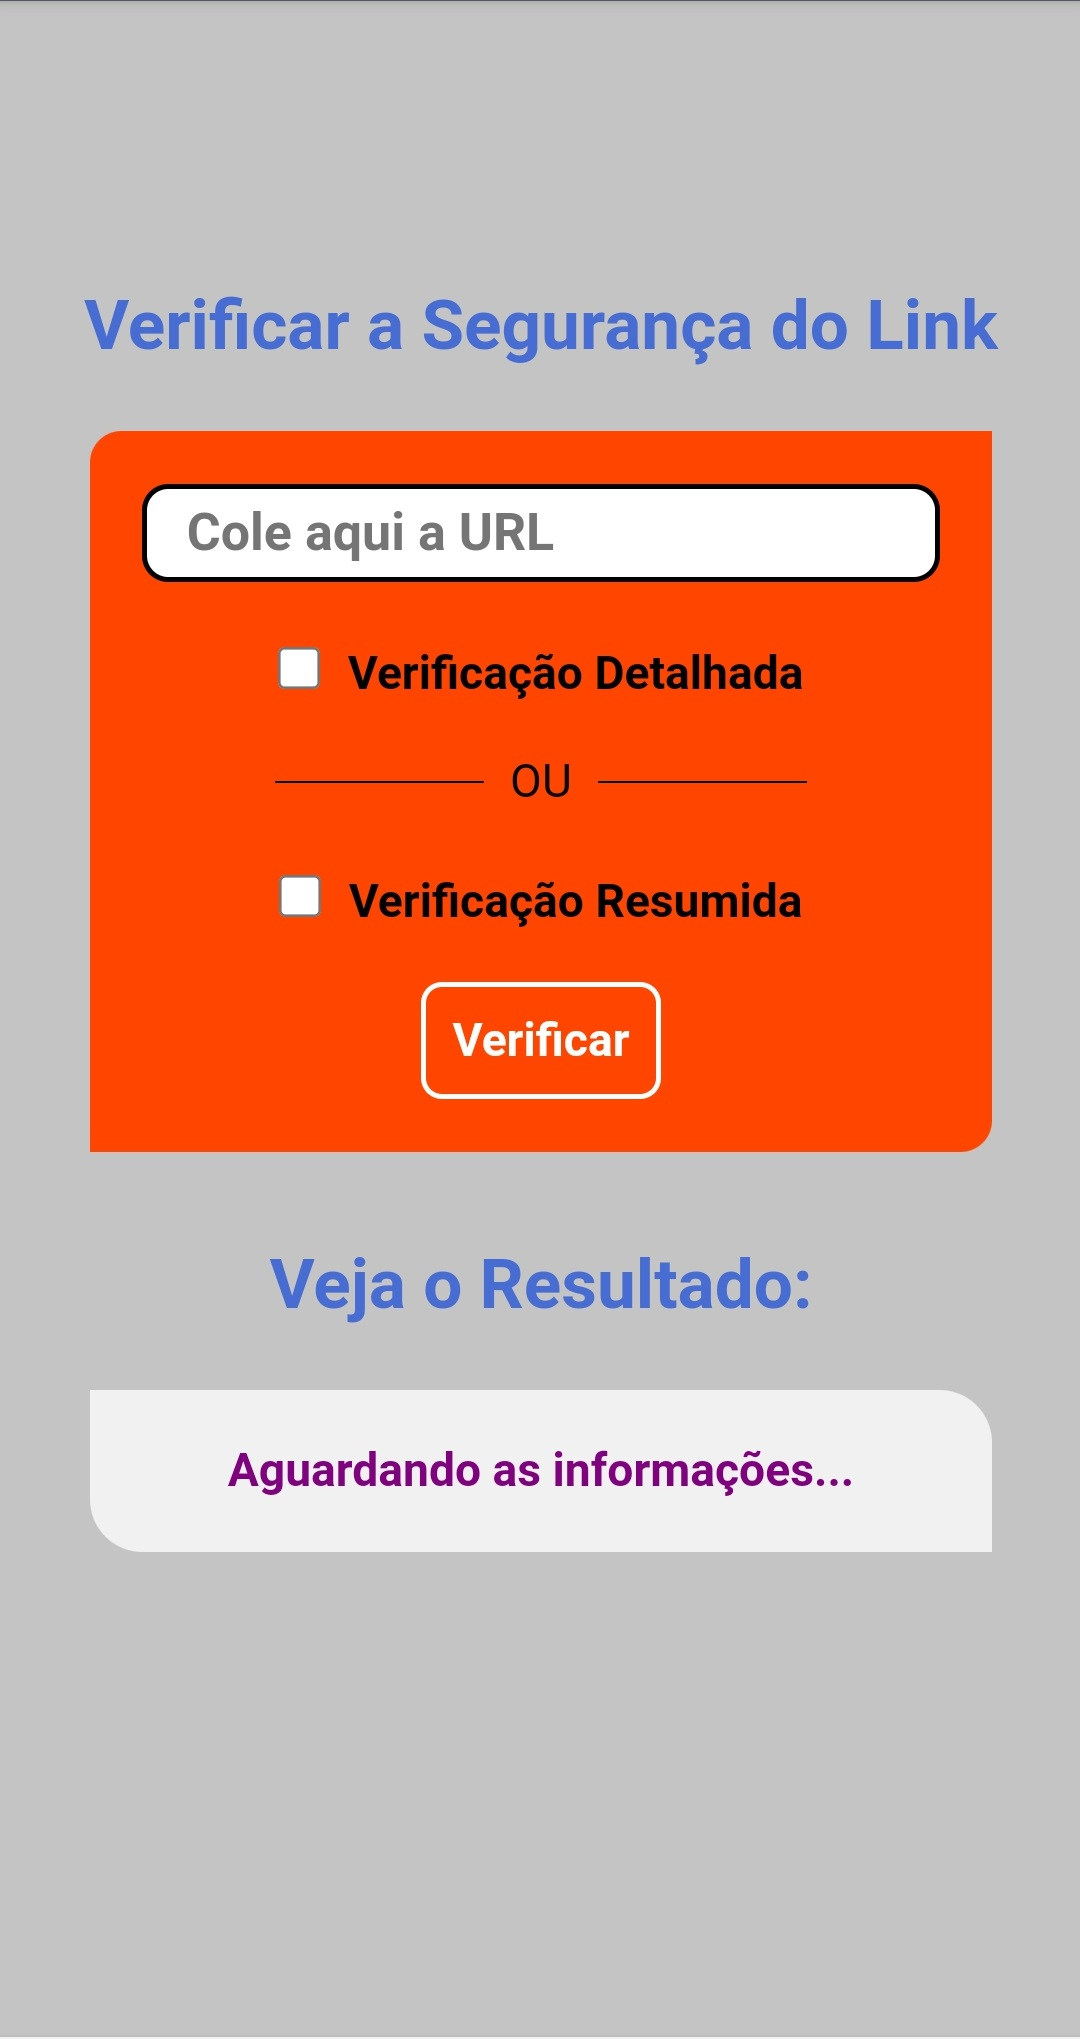 Verificar a Segurança do Link
Cole aqui a URL
Verificação Detalhada
OU
Verificação Resumida
Verificar
Veja o Resultado:
Aguardando as informações...